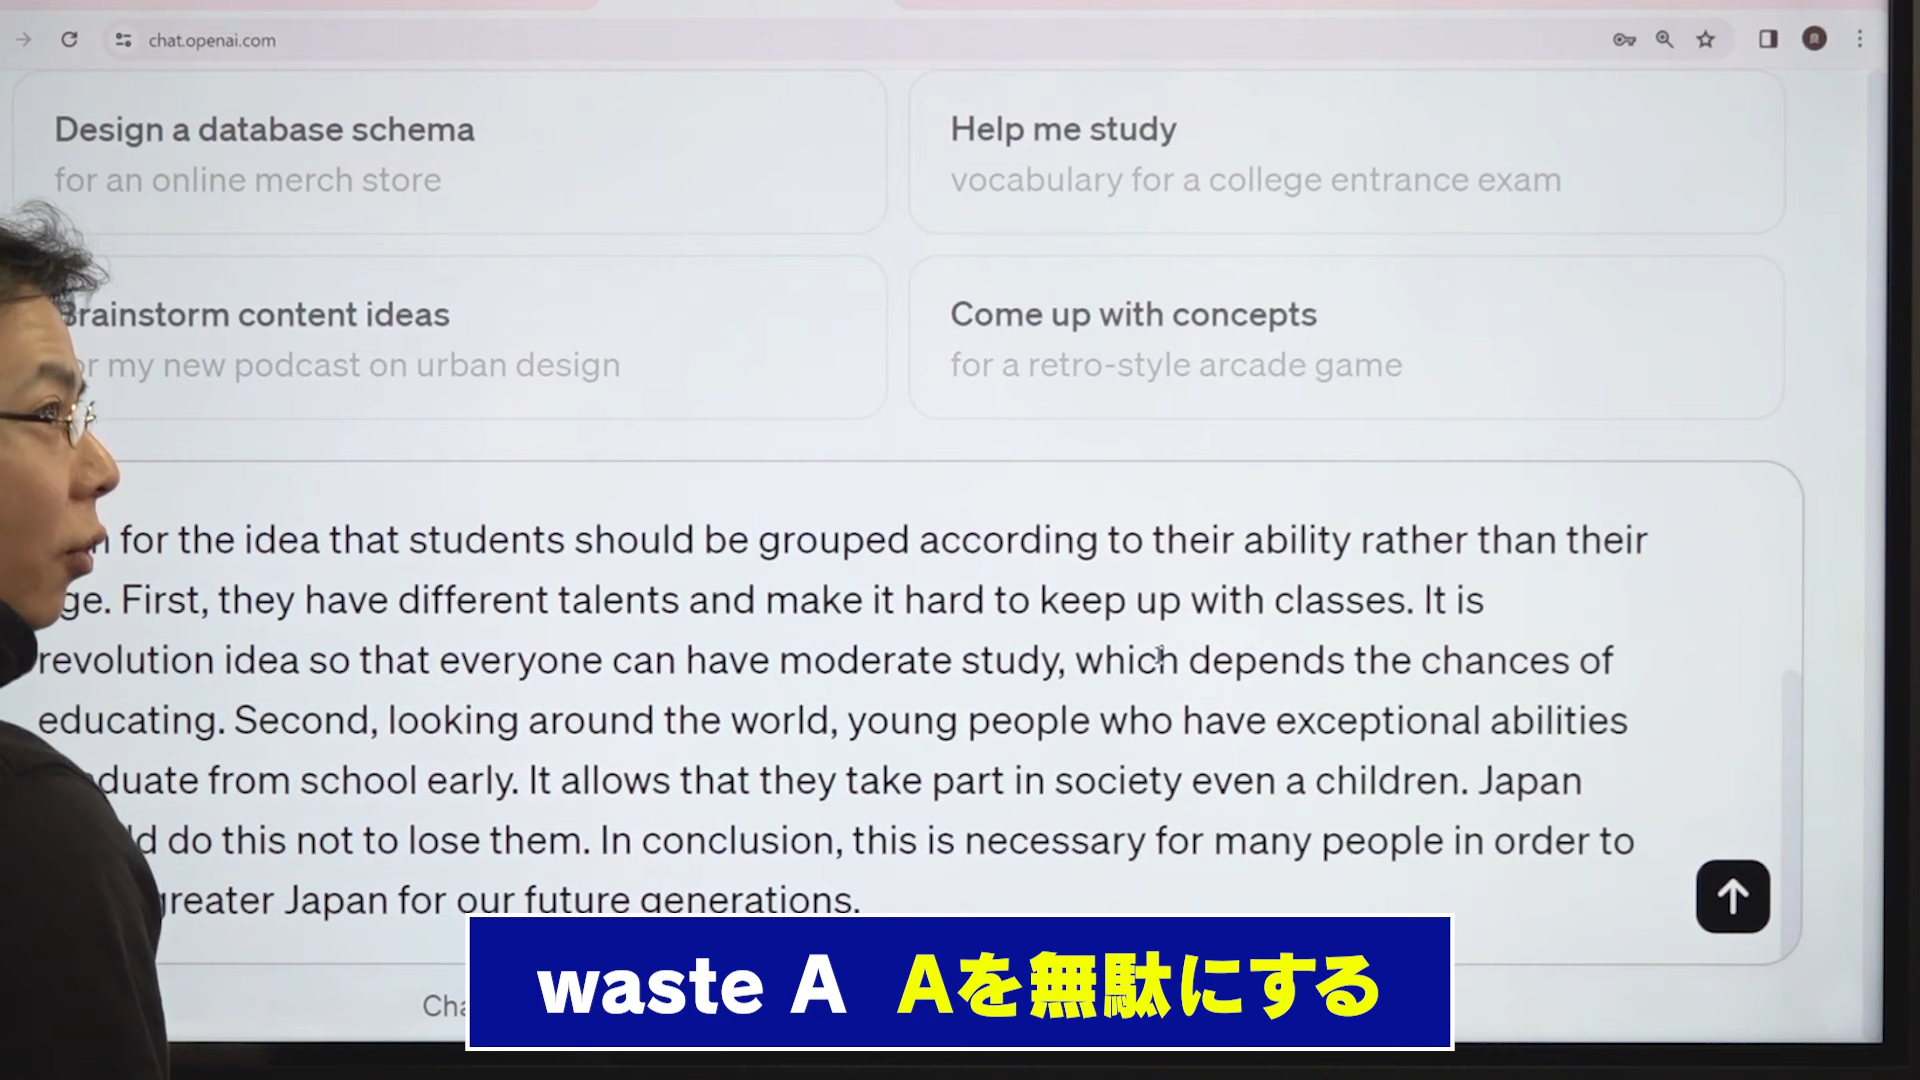 chat.openai.com
Design a database schema
for an online merch store
Help me study
vocabulary for a college entrance exam
Brainstorm content ideas
for my new podcast on urban design
Come up with concepts
for a retro-style arcade game
for the idea that students should be grouped according to their ability rather than their
ge. First, they have different talents and make it hard to keep up with classes. It is
revolution idea so that everyone can have moderate study, which depends the chances of
educating. Second, looking around the world, young people who have exceptional abilities
duate from school early. It allows that they take part in society even a children. Japan
d do this not to lose them. In conclusion, this is necessary for many people in order to
greater Japan for our future generations.
waste A Aを無駄にする